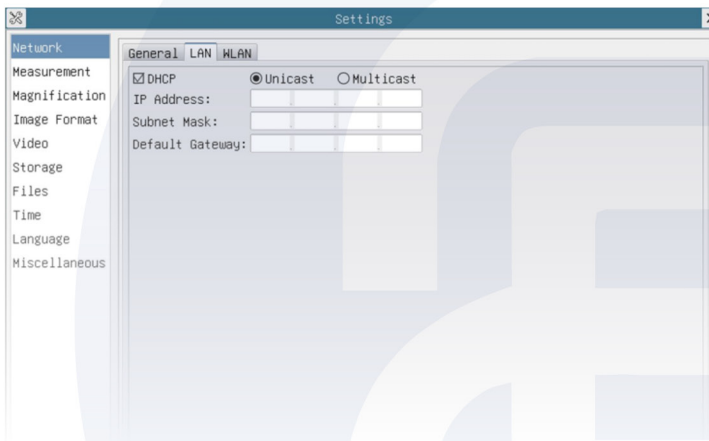 Settings
Network
Measurement
Magnification
Image Format
Video
Storage
Files
Time
Language
Miscellaneous
General LAN WLAN
DHCP Unicast Multicast
IP Address:
Subnet Mask:
Default Gateway: